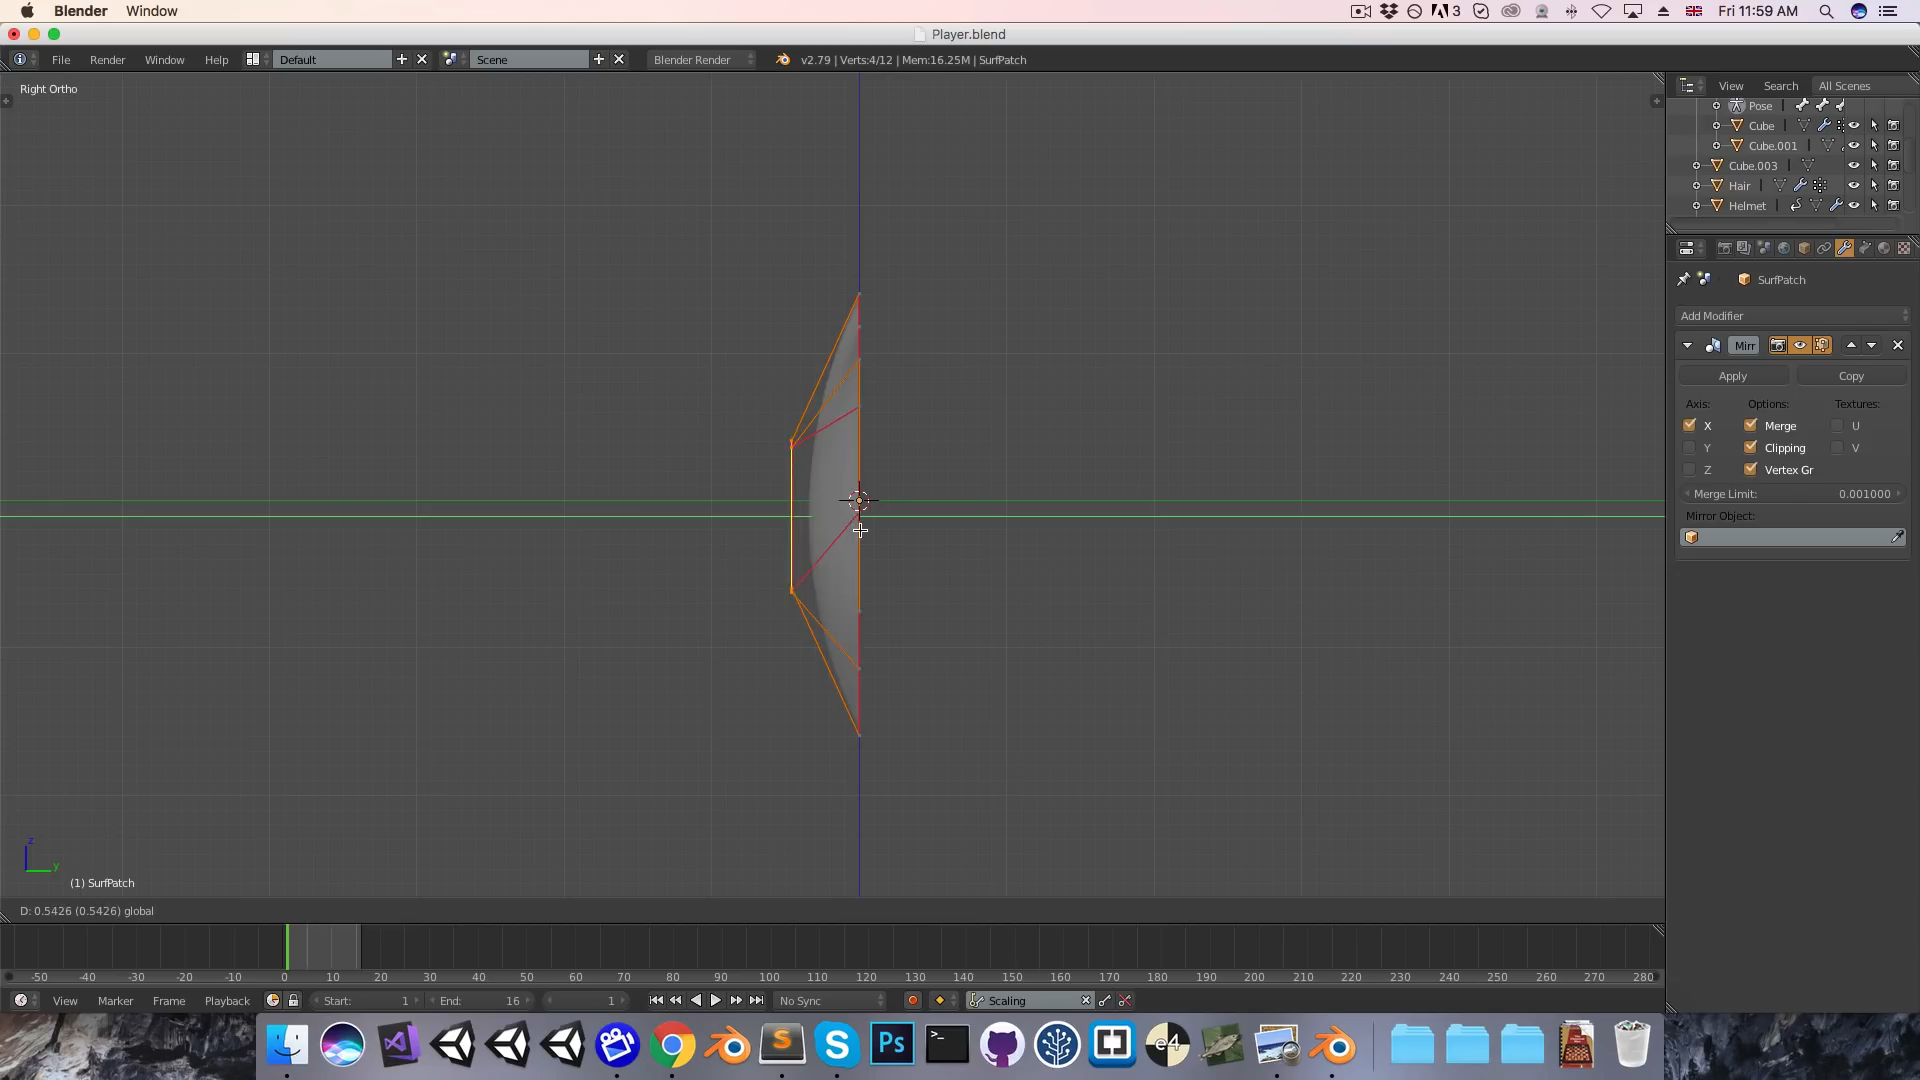 Blender Window
3
Fri 11:59 AM
Player.blend
File Render Window Help Default Scene Blender Render v2.79 | Verts:4/12 | Mem:16.25M | SurfPatch
Right Ortho
View Search All Scenes
Pose
Cube
Cube.001
Cube.003
Hair
Helmet
SurfPatch
Add Modifier
Mirr
Apply Copy
Axis: Options: Textures:
X Merge U
Y Clipping V
Z Vertex Gr
Merge Limit: 0.001000
Mirror Object:
z
y
(1) SurfPatch
D: 0.5426 (0.5426) global
-50 -40 -30 -20 -10 0 10 20 30 40 50 60 70 80 90 100 110 120 130 140 150 160 170 180 190 200 210 220 230 240 250 260 270 280
View Marker Frame Playback Start: 1 End: 16 1 No Sync Scaling
S S Ps >_ e4